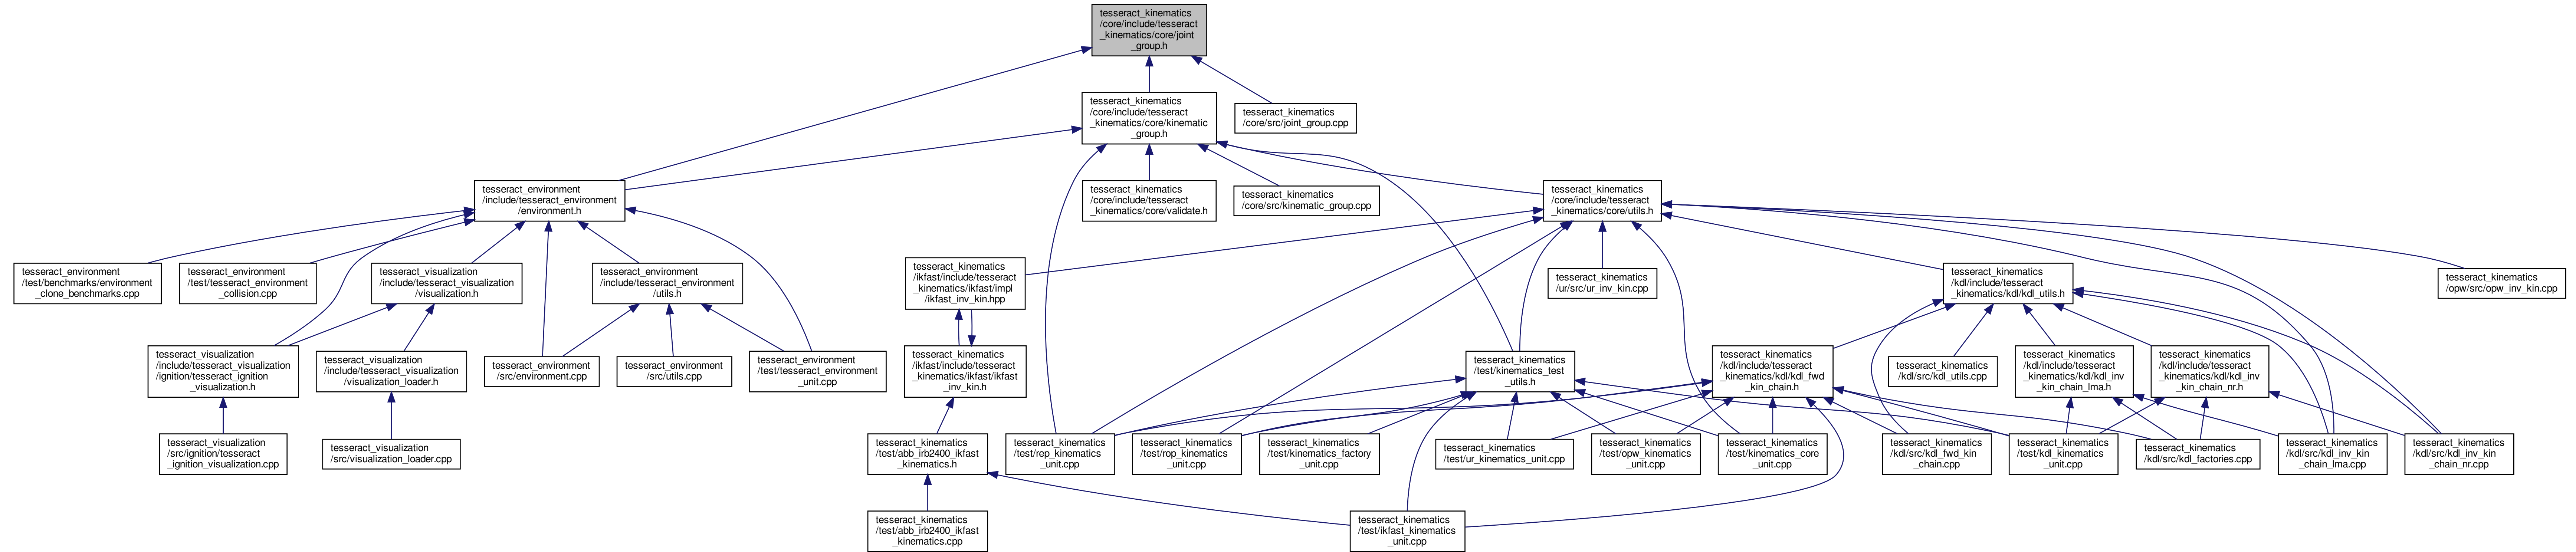 tesseract_kinematics
/core/include/tesseract
_kinematics/core/joint
_group.h
tesseract_kinematics
/core/include/tesseract
_kinematics/core/kinematic
_group.h
tesseract_kinematics
/core/src/joint_group.cpp
tesseract_environment
/include/tesseract_environment
/environment.h
tesseract_kinematics
/core/include/tesseract
_kinematics/core/validate.h
tesseract_kinematics
/core/src/kinematic_group.cpp
tesseract_kinematics
/core/include/tesseract
_kinematics/core/utils.h
tesseract_environment
/test/benchmarks/environment
_clone_benchmarks.cpp
tesseract_environment
/test/tesseract_environment
_collision.cpp
tesseract_visualization
/include/tesseract_visualization
/visualization.h
tesseract_environment
/include/tesseract_environment
/utils.h
tesseract_kinematics
/ikfast/include/tesseract
_kinematics/ikfast/impl
/ikfast_inv_kin.hpp
tesseract_kinematics
/ur/src/ur_inv_kin.cpp
tesseract_kinematics
/kdl/include/tesseract
_kinematics/kdl/kdl_utils.h
tesseract_kinematics
/opw/src/opw_inv_kin.cpp
tesseract_visualization
/include/tesseract_visualization
/ignition/tesseract_ignition
_visualization.h
tesseract_visualization
/include/tesseract_visualization
/visualization_loader.h
tesseract_environment
/src/environment.cpp
tesseract_environment
/src/utils.cpp
tesseract_environment
/test/tesseract_environment
_unit.cpp
tesseract_kinematics
/ikfast/include/tesseract
_kinematics/ikfast/ikfast
_inv_kin.h
tesseract_kinematics
/test/kinematics_test
_utils.h
tesseract_kinematics
/kdl/include/tesseract
_kinematics/kdl/kdl_fwd
_kin_chain.h
tesseract_kinematics
/kdl/src/kdl_utils.cpp
tesseract_kinematics
/kdl/include/tesseract
_kinematics/kdl/kdl_inv
_kin_chain_lma.h
tesseract_kinematics
/kdl/include/tesseract
_kinematics/kdl/kdl_inv
_kin_chain_nr.h
tesseract_visualization
/src/ignition/tesseract
_ignition_visualization.cpp
tesseract_visualization
/src/visualization_loader.cpp
tesseract_kinematics
/test/abb_irb2400_ikfast
_kinematics.h
tesseract_kinematics
/test/rep_kinematics
_unit.cpp
tesseract_kinematics
/test/rop_kinematics
_unit.cpp
tesseract_kinematics
/test/kinematics_factory
_unit.cpp
tesseract_kinematics
/test/ur_kinematics_unit.cpp
tesseract_kinematics
/test/opw_kinematics
_unit.cpp
tesseract_kinematics
/test/kinematics_core
_unit.cpp
tesseract_kinematics
/kdl/src/kdl_fwd_kin
_chain.cpp
tesseract_kinematics
/test/kdl_kinematics
_unit.cpp
tesseract_kinematics
/kdl/src/kdl_factories.cpp
tesseract_kinematics
/kdl/src/kdl_inv_kin
_chain_lma.cpp
tesseract_kinematics
/kdl/src/kdl_inv_kin
_chain_nr.cpp
tesseract_kinematics
/test/abb_irb2400_ikfast
_kinematics.cpp
tesseract_kinematics
/test/ikfast_kinematics
_unit.cpp